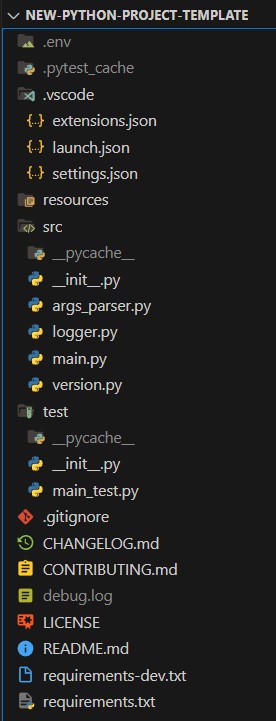 NEW-PYTHON-PROJECT-TEMPLATE
.env
.pytest_cache
.vscode
extensions.json
launch.json
settings.json
resources
src
__pycache__
__init__.py
args_parser.py
logger.py
main.py
version.py
test
__pycache__
__init__.py
main_test.py
.gitignore
CHANGELOG.md
CONTRIBUTING.md
debug.log
LICENSE
README.md
requirements-dev.txt
requirements.txt